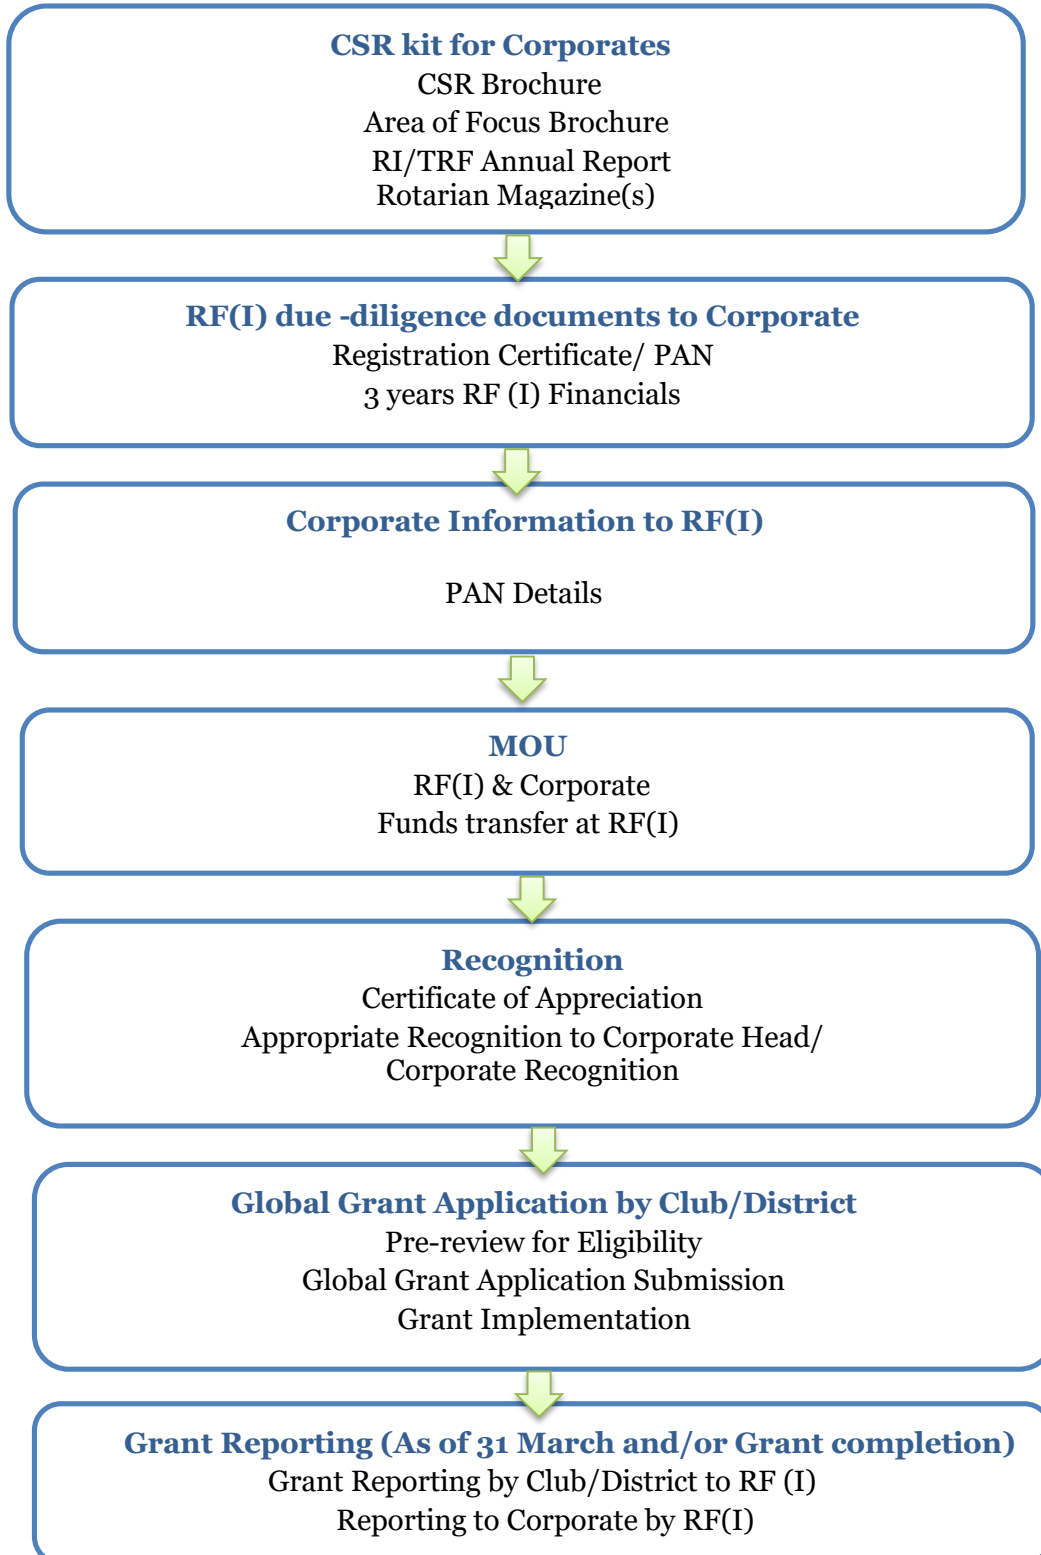 CSR kit for Corporates
CSR Brochure
Area of Focus Brochure
RI/TRF Annual Report
Rotarian Magazine(s)
RF(I) due -diligence documents to Corporate
Registration Certificate/ PAN
3 years RF (I) Financials
Corporate Information to RF(I)
PAN Details
MOU
RF(I) & Corporate
Funds transfer at RF(I)
Recognition
Certificate of Appreciation
Appropriate Recognition to Corporate Head/
Corporate Recognition
Global Grant Application by Club/District
Pre-review for Eligibility
Global Grant Application Submission
Grant Implementation
Grant Reporting (As of 31 March and/or Grant completion)
Grant Reporting by Club/District to RF (I)
Reporting to Corporate by RF(I)